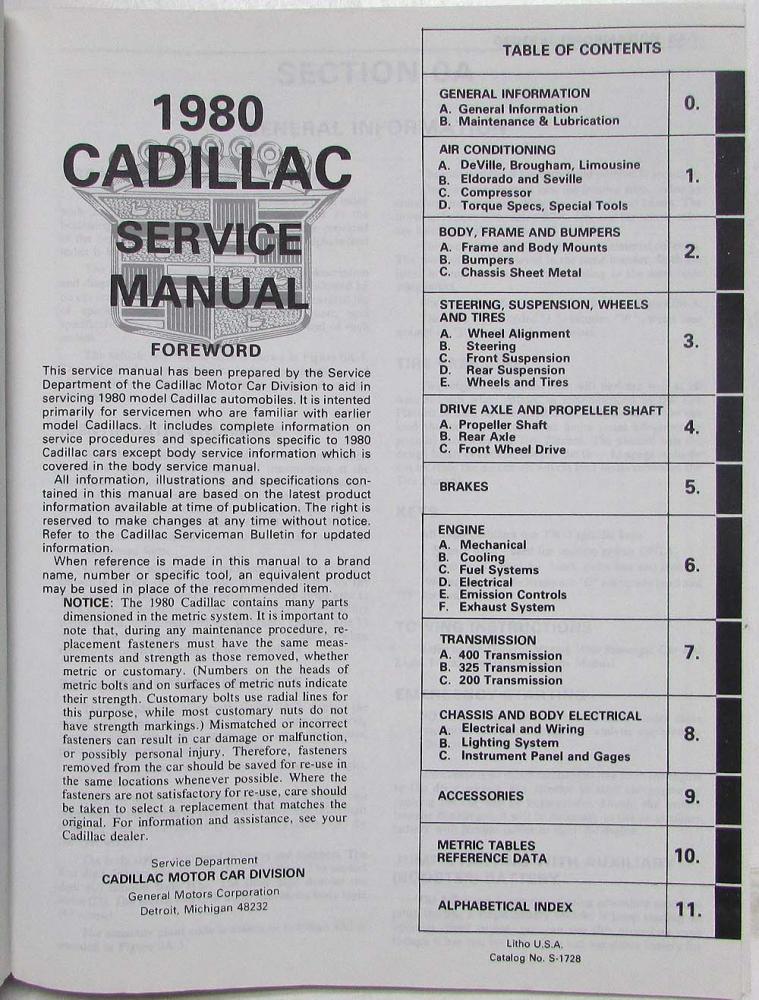 1980
CADILLAC
SERVICE
MANUAL
FOREWORD
This service manual has been prepared by the Service
Department of the Cadillac Motor Car Division to aid in
servicing 1980 model Cadillac automobiles. It is intented
primarily for servicemen who are familiar with earlier
model Cadillacs. It includes complete information on
service procedures and specifications specific to 1980
Cadillac cars except body service information which is
covered in the body service manual.
All information, illustrations and specifications con-
tained in this manual are based on the latest product
information available at time of publication. The right is
reserved to make changes at any time without notice.
Refer to the Cadillac Serviceman Bulletin for updated
information.
When reference is made in this manual to a brand
name, number or specific tool, an equivalent product
may be used in place of the recommended item.
NOTICE: The 1980 Cadillac contains many parts
dimensioned in the metric system. It is important to
note that, during any maintenance procedure, re-
placement fasteners must have the same meas-
urements and strength as those removed, whether
metric or customary. (Numbers on the heads of
metric bolts and on surfaces of metric nuts indicate
their strength. Customary bolts use radial lines for
this purpose, while most customary nuts do not
have strength markings.) Mismatched or incorrect
fasteners can result in car damage or malfunction,
or possibly personal injury. Therefore, fasteners
removed from the car should be saved for re-use in
the same locations whenever possible. Where the
fasteners are not satisfactory for re-use, care should
be taken to select a replacement that matches the
original. For information and assistance, see your
Cadillac dealer.
Service Department
CADILLAC MOTOR CAR DIVISION
General Motors Corporation
Detroit, Michigan 48232
TABLE OF CONTENTS
GENERAL INFORMATION 0.
A. General Information
B. Maintenance & Lubrication
AIR CONDITIONING 1.
A. DeVille, Brougham, Limousine
B. Eldorado and Seville
C. Compressor
D. Torque Specs, Special Tools
BODY, FRAME AND BUMPERS 2.
A. Frame and Body Mounts
B. Bumpers
C. Chassis Sheet Metal
STEERING, SUSPENSION, WHEELS
AND TIRES 3.
A. Wheel Alignment
B. Steering
C. Front Suspension
D. Rear Suspension
E. Wheels and Tires
DRIVE AXLE AND PROPELLER SHAFT 4.
A. Propeller Shaft
B. Rear Axle
C. Front Wheel Drive
BRAKES 5.
ENGINE 6.
A. Mechanical
B. Cooling
C. Fuel Systems
D. Electrical
E. Emission Controls
F. Exhaust System
TRANSMISSION 7.
A. 400 Transmission
B. 325 Transmission
C. 200 Transmission
CHASSIS AND BODY ELECTRICAL 8.
A. Electrical and Wiring
B. Lighting System
C. Instrument Panel and Gages
ACCESSORIES 9.
METRIC TABLES
REFERENCE DATA 10.
ALPHABETICAL INDEX 11.
Litho U.S.A.
Catalog No. S-1728